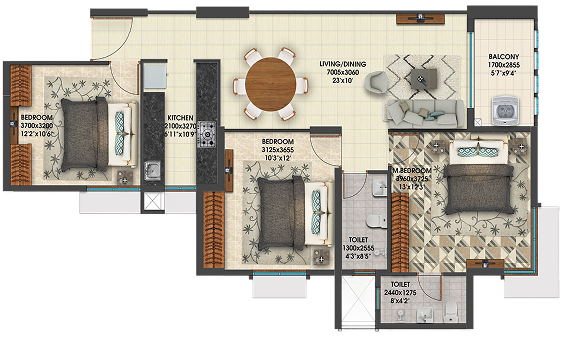 LIVING/DINING
7005x3060
23'x10'
BALCONY
1700x2855
5'7"x9'4"
BEDROOM
3700x3200
12'2"x10'6"
KITCHEN
2100x3270
6'11"x10'9"
BEDROOM
3125x3655
10'3"x12'
M.BEDROOM
3960x3725
13'x12'3"
TOILET
1300x2555
4'3"x8'5"
TOILET
2440x1275
8'x4'2"